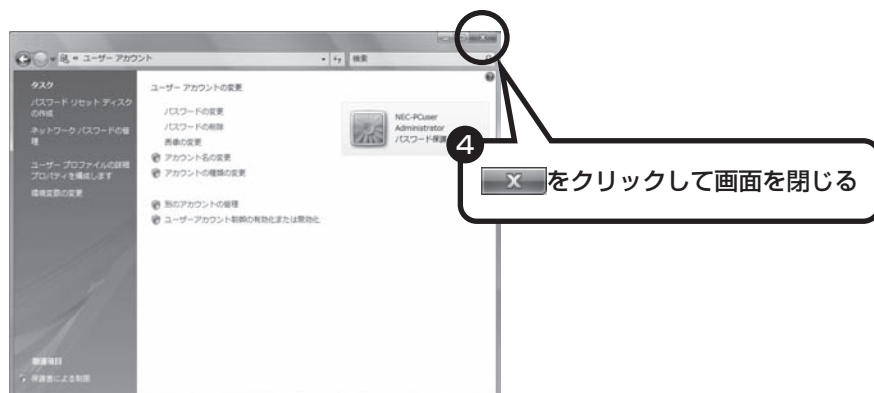 ユーザー アカウント
検索
タスク
パスワード リセット ディスク
の作成
ネットワーク パスワードの管
理
ユーザー プロファイルの詳細
プロパティを構成します
環境変数の変更
関連項目
保護者による制限
ユーザー アカウントの変更
パスワードの変更
パスワードの削除
画像の変更
アカウント名の変更
アカウントの種類の変更
別のアカウントの管理
ユーザーアカウント制御の有効化または無効化
NEC-PCuser
Administrator
パスワード保護
4
xをクリックして画面を閉じる